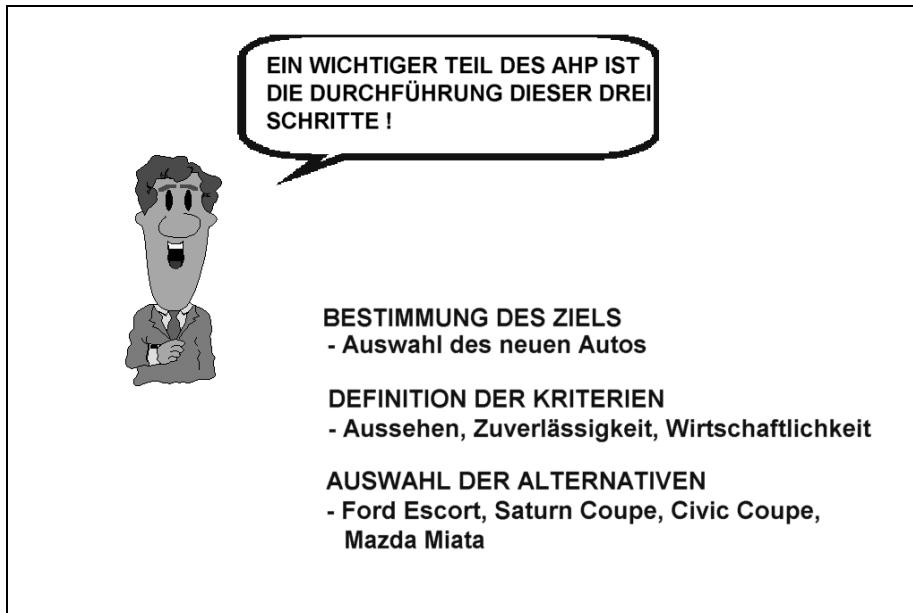 EIN WICHTIGER TEIL DES AHP IST
DIE DURCHFÜHRUNG DIESER DREI
SCHRITTE !
BESTIMMUNG DES ZIELS
- Auswahl des neuen Autos
DEFINITION DER KRITERIEN
- Aussehen, Zuverlässigkeit, Wirtschaftlichkeit
AUSWAHL DER ALTERNATIVEN
- Ford Escort, Saturn Coupe, Civic Coupe,
Mazda Miata